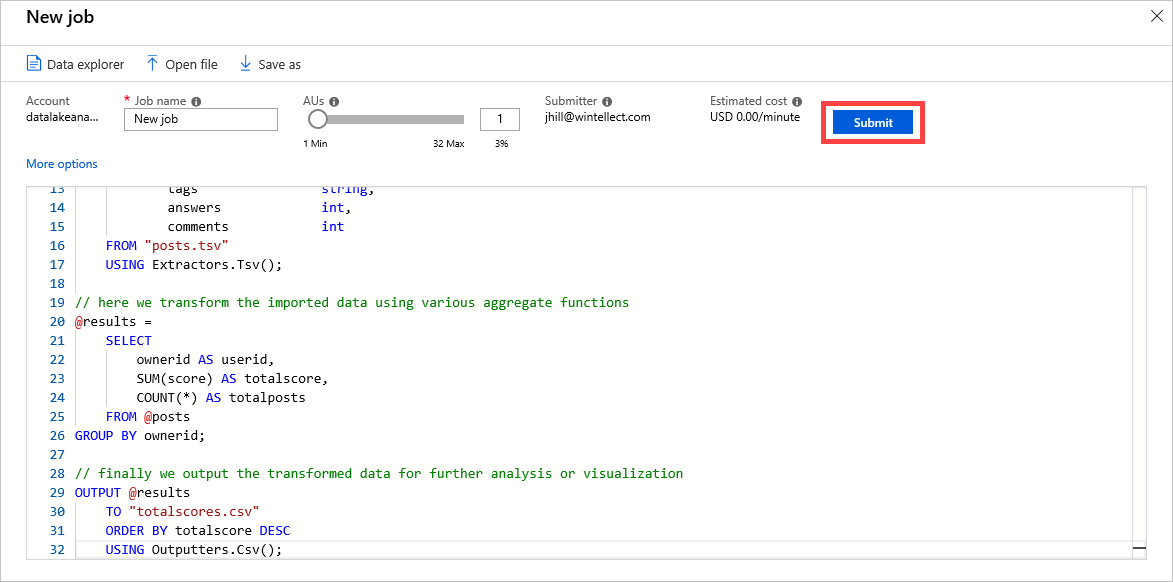 New job
Data explorer Open file Save as
Account * Job name AUs Submitter Estimated cost
datalakeana... New job 1 jhill@wintellect.com USD 0.00/minute Submit
1 Min 32 Max 3%
More options
13 tags string,
14 answers int,
15 comments int
16 FROM "posts.tsv"
17 USING Extractors.Tsv();
18
19 // here we transform the imported data using various aggregate functions
20 @results =
21 SELECT
22 ownerid AS userid,
23 SUM(score) AS totalscore,
24 COUNT(*) AS totalposts
25 FROM @posts
26 GROUP BY ownerid;
27
28 // finally we output the transformed data for further analysis or visualization
29 OUTPUT @results
30 TO "totalscores.csv"
31 ORDER BY totalscore DESC
32 USING Outputters.Csv();